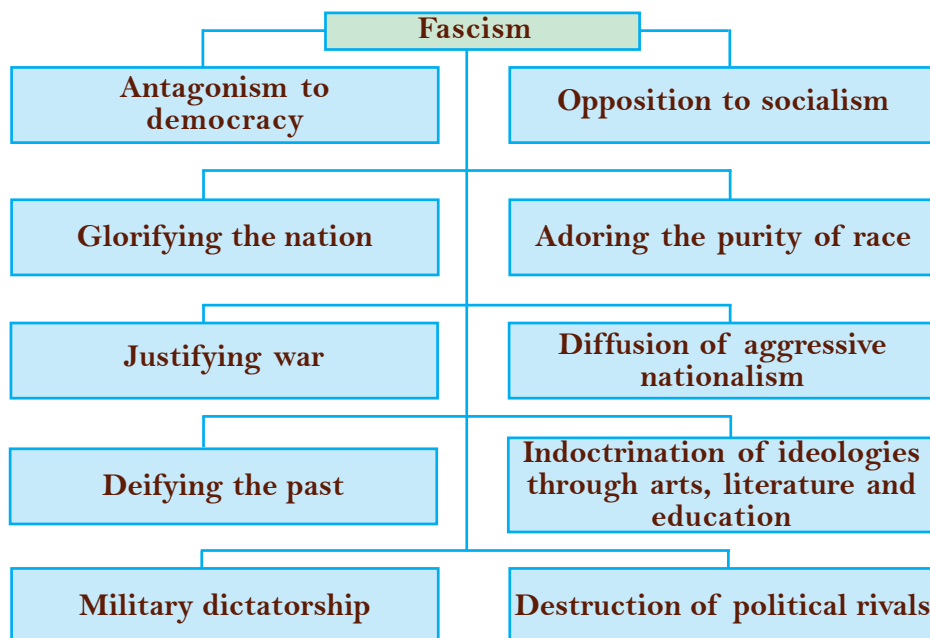 Fascism
Antagonism to
democracy
Opposition to socialism
Glorifying the nation
Adoring the purity of race
Justifying war
Diffusion of aggressive
nationalism
Deifying the past
Indoctrination of ideologies
through arts, literature and
education
Military dictatorship
Destruction of political rivals